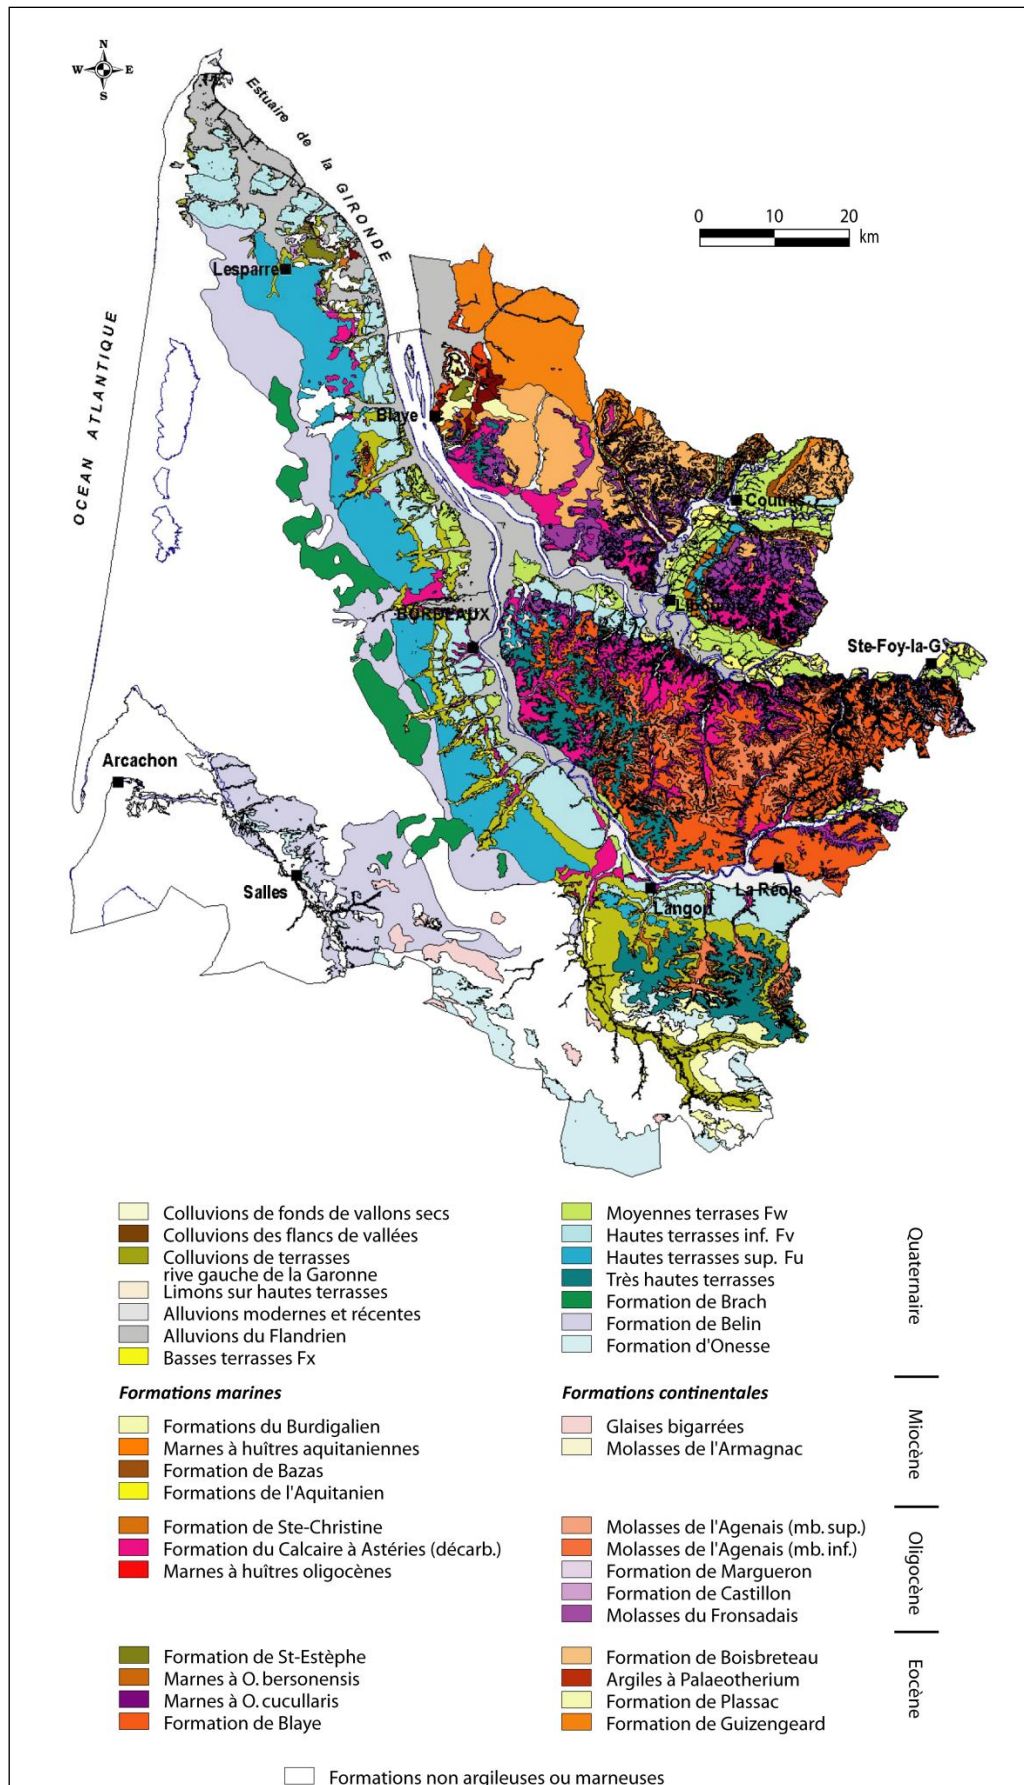 N
W E
S
Estuaire de la GIRONDE
0 10 20
km
Lesparre
OCEAN ATLANTIQUE
Blaye
Coutras
Libourne
BORDEAUX
Ste-Foy-la-G.
Arcachon
Salles
La Réole
Langon
Colluvions de fonds de vallons secs
Colluvions des flancs de vallées
Colluvions de terrasses
rive gauche de la Garonne
Limons sur hautes terrasses
Alluvions modernes et récentes
Alluvions du Flandrien
Basses terrasses Fx
Moyennes terrases Fw
Hautes terrasses inf. Fv
Hautes terrasses sup. Fu
Très hautes terrasses
Formation de Brach
Formation de Belin
Formation d'Onesse
Quaternaire
Formations marines
Formations continentales
Formations du Burdigalien
Marnes à huîtres aquitaniennes
Formation de Bazas
Formations de l'Aquitanien
Glaises bigarrées
Molasses de l'Armagnac
Miocène
Formation de Ste-Christine
Formation du Calcaire à Astéries (décarb.)
Marnes à huîtres oligocènes
Molasses de l'Agenais (mb. sup.)
Molasses de l'Agenais (mb. inf.)
Formation de Margueron
Formation de Castillon
Molasses du Fronsadais
Oligocène
Formation de St-Estèphe
Marnes à O. bersonensis
Marnes à O. cucullaris
Formation de Blaye
Formation de Boisbreteau
Argiles à Palaeotherium
Formation de Plassac
Formation de Guizengeard
Eocène
Formations non argileuses ou marneuses